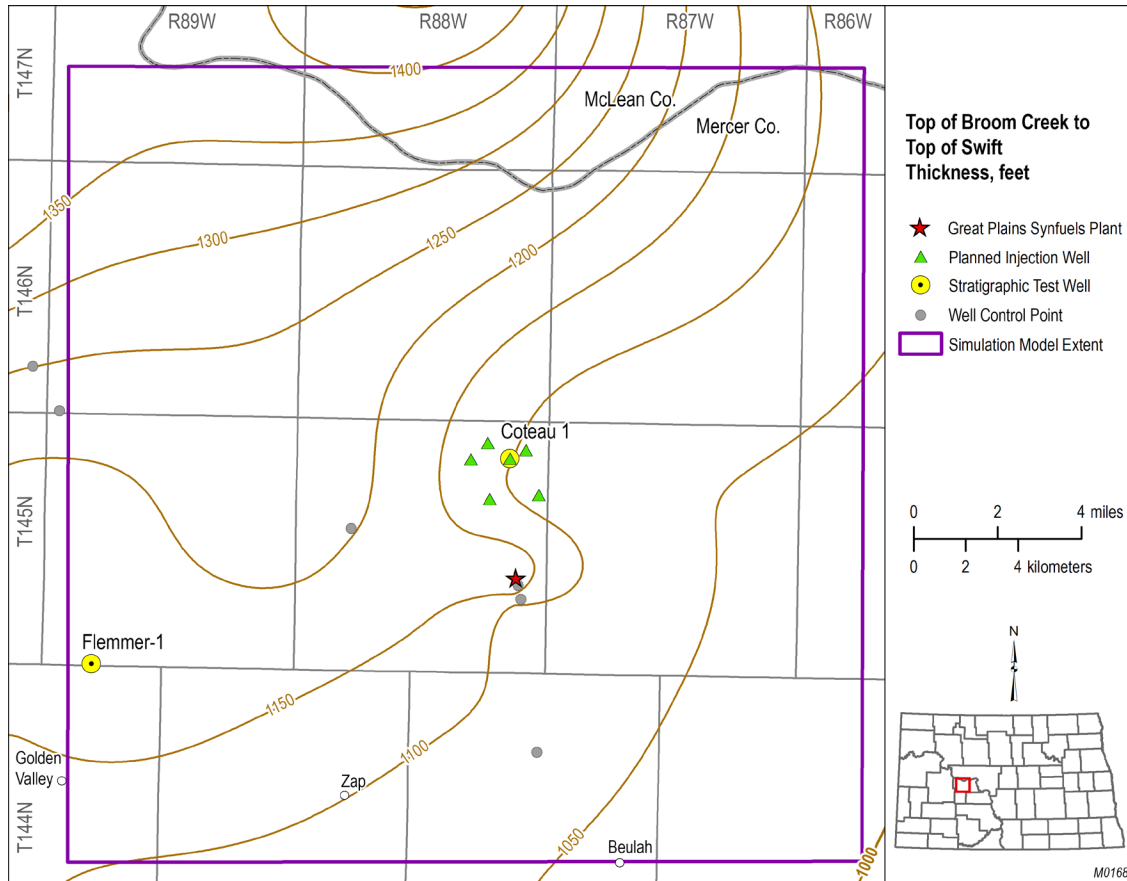 R89W
R88W
R87W
R86W
T147N
1400
McLean Co.
Mercer Co.
1350
1300
1250
1200
T146N
Coteau 1
T145N
Flemmer-1
1150
1100
Golden
Valley
Zap
T144N
1050
Beulah
1000
Top of Broom Creek to
Top of Swift
Thickness, feet
Great Plains Synfuels Plant
Planned Injection Well
Stratigraphic Test Well
Well Control Point
Simulation Model Extent
0 2 4 miles
0 2 4 kilometers
N
M0168